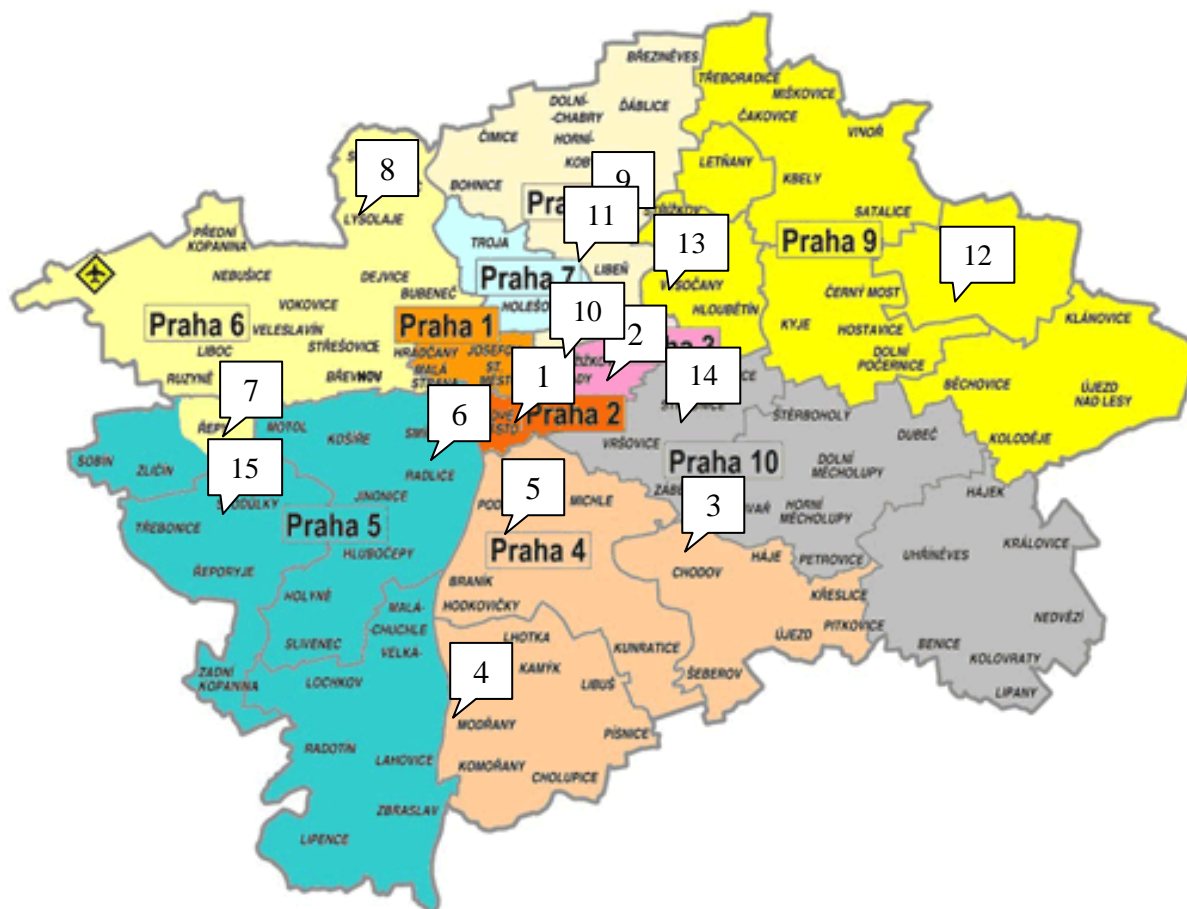 BŘEZINĚVES
TŘEBORADICE
MIŠKOVICE
DOLNÍ-
-CHABRY
ĎÁBLICE
ČAKOVICE
VINOŘ
ČIMICE
HORNÍ-
8
LETŇANY
KBELY
BOHNICE
9
LYSOLAJE
11
SATALICE
PŘEDNÍ
KOPANINA
TROJA
13
Praha 9
12
NEBUŠICE
DEJVICE
Praha 7
LIBEŇ
BUBENEČ
ČERNÝ MOST
VOKOVICE
HLOUBĚTÍN
KLÁNOVICE
Praha 6
VELESLAVÍN
Praha 1
10
2
KYJE
HOSTAVICE
STŘEŠOVICE
HRADČANY
LIBOC
MALÁ
STRANA
ST.
DOLNÍ
POČERNICE
RUZYNĚ
BŘEVNOV
1
14
BĚCHOVICE
ÚJEZD
NAD LESY
7
6
Praha 2
ŠTĚRBOHOLY
MOTOL
KOŠÍŘE
DUBEČ
KOLODĚJE
SOBÍN
ZLIČÍN
15
RADLICE
VRŠOVICE
Praha 10
DOLNÍ
MĚCHOLUPY
5
MICHLE
3
HÁJEK
JINONICE
HORNÍ
MĚCHOLUPY
TŘEBONICE
Praha 5
KRÁLOVICE
HLUBOČEPY
Praha 4
HÁJE
PETROVICE
UHŘÍNĚVES
ŘEPORYJE
CHODOV
BRANÍK
HOLYNĚ
HODKOVIČKY
KŘESLICE
MALÁ-
CHUCHLE
VELKÁ-
NEDVĚZÍ
SLIVENEC
LHOTKA
KUNRATICE
ÚJEZD
PITKOVICE
BENICE
ZADNÍ
KOPANINA
LOCHKOV
4
KAMÝK
LIBUŠ
ŠEBEROV
KOLOVRATY
LIPANY
MODŘANY
PÍSNICE
RADOTÍN
LAHOVICE
KOMOŘANY
CHOLUPICE
ZBRASLAV
LIPENCE